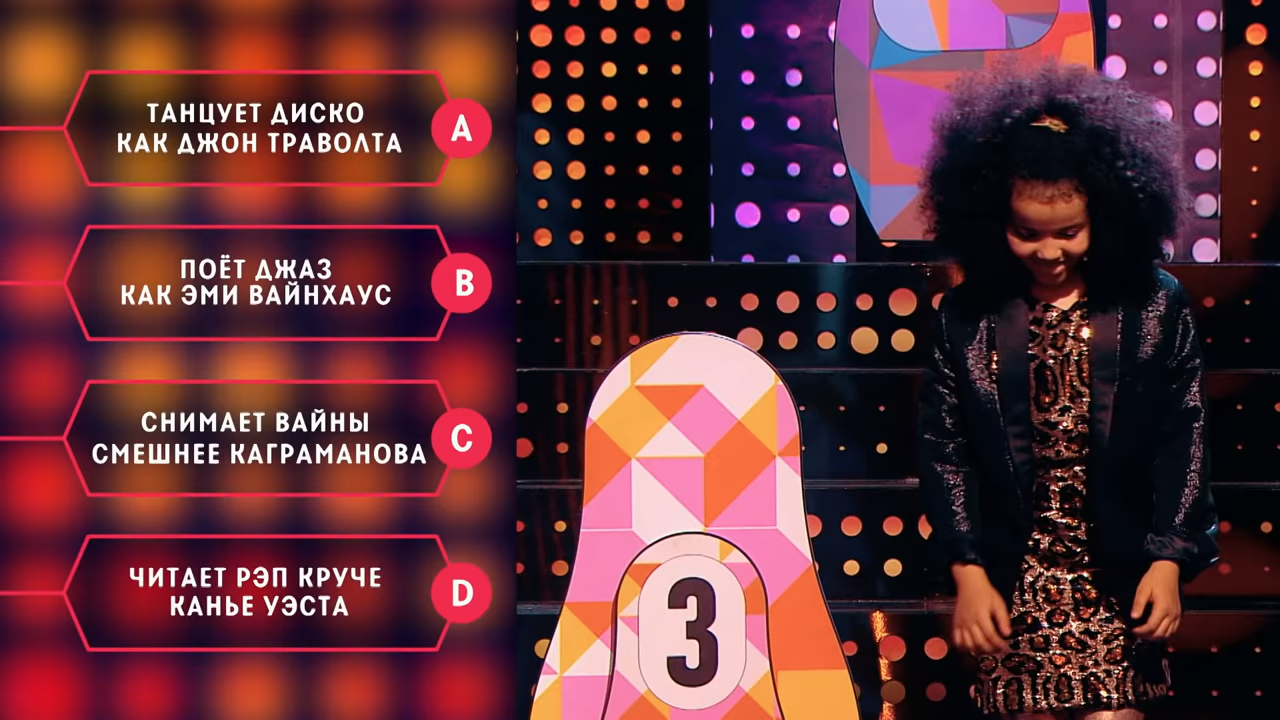 ТАНЦУЕТ ДИСКО
КАК ДЖОН ТРАВОЛТА
A
ПОЁТ ДЖАЗ
КАК ЭМИ ВАЙНХАУС
B
СНИМАЕТ ВАЙНЫ
СМЕШНЕЕ КАГРАМАНОВА
C
ЧИТАЕТ РЭП КРУЧЕ
КАНЬЕ УЭСТА
D
3